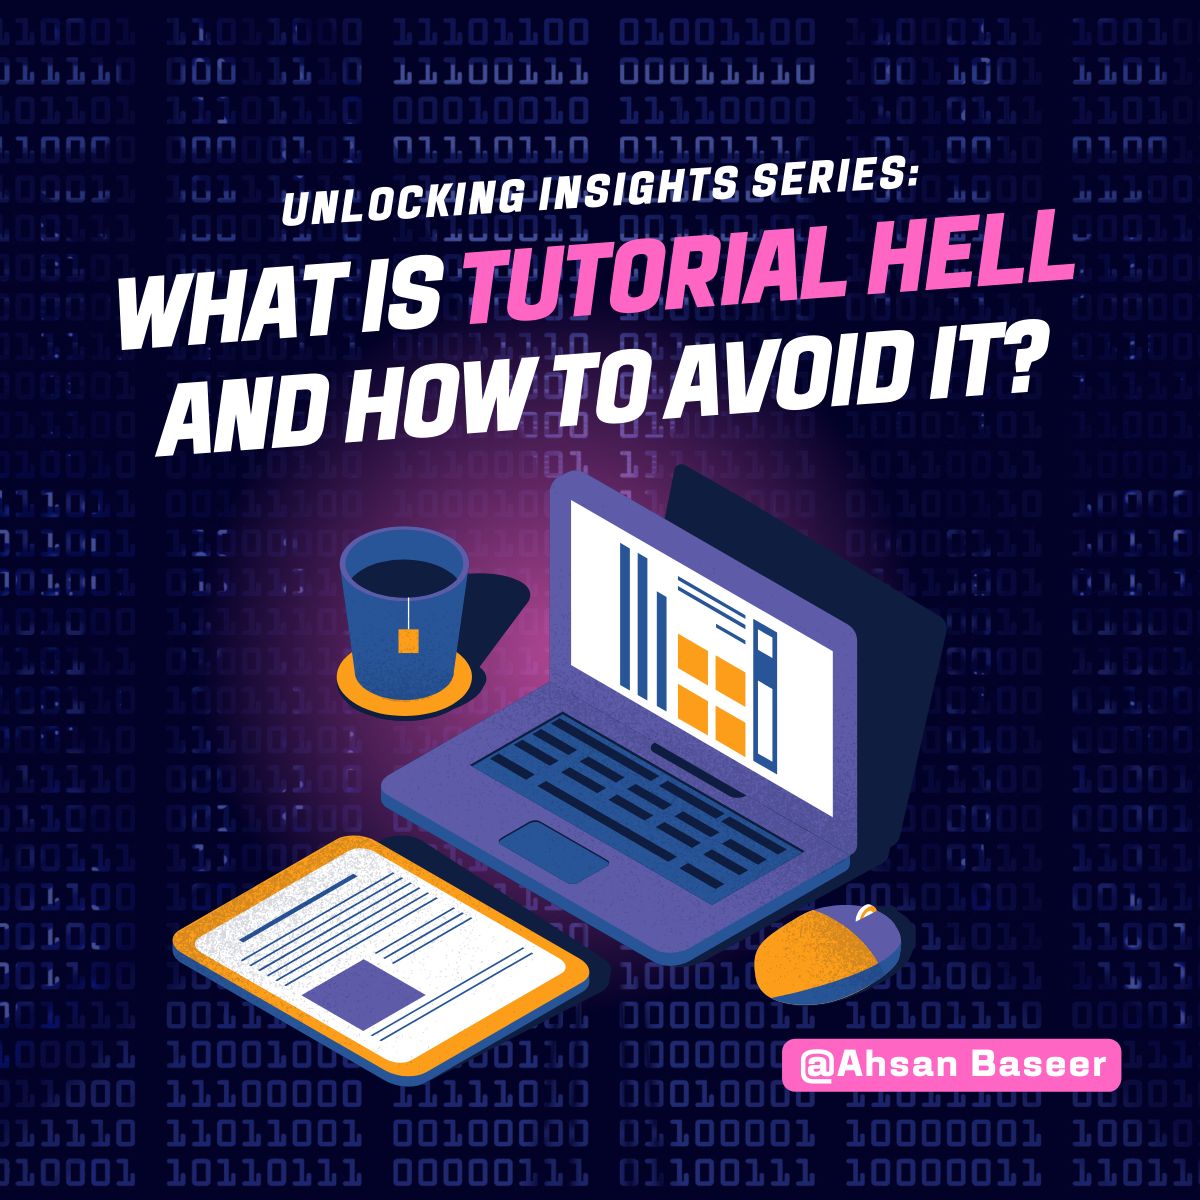 UNLOCKING INSIGHTS SERIES:
WHAT IS TUTORIAL HELL
AND HOW TO AVOID IT?
@Ahsan Baseer